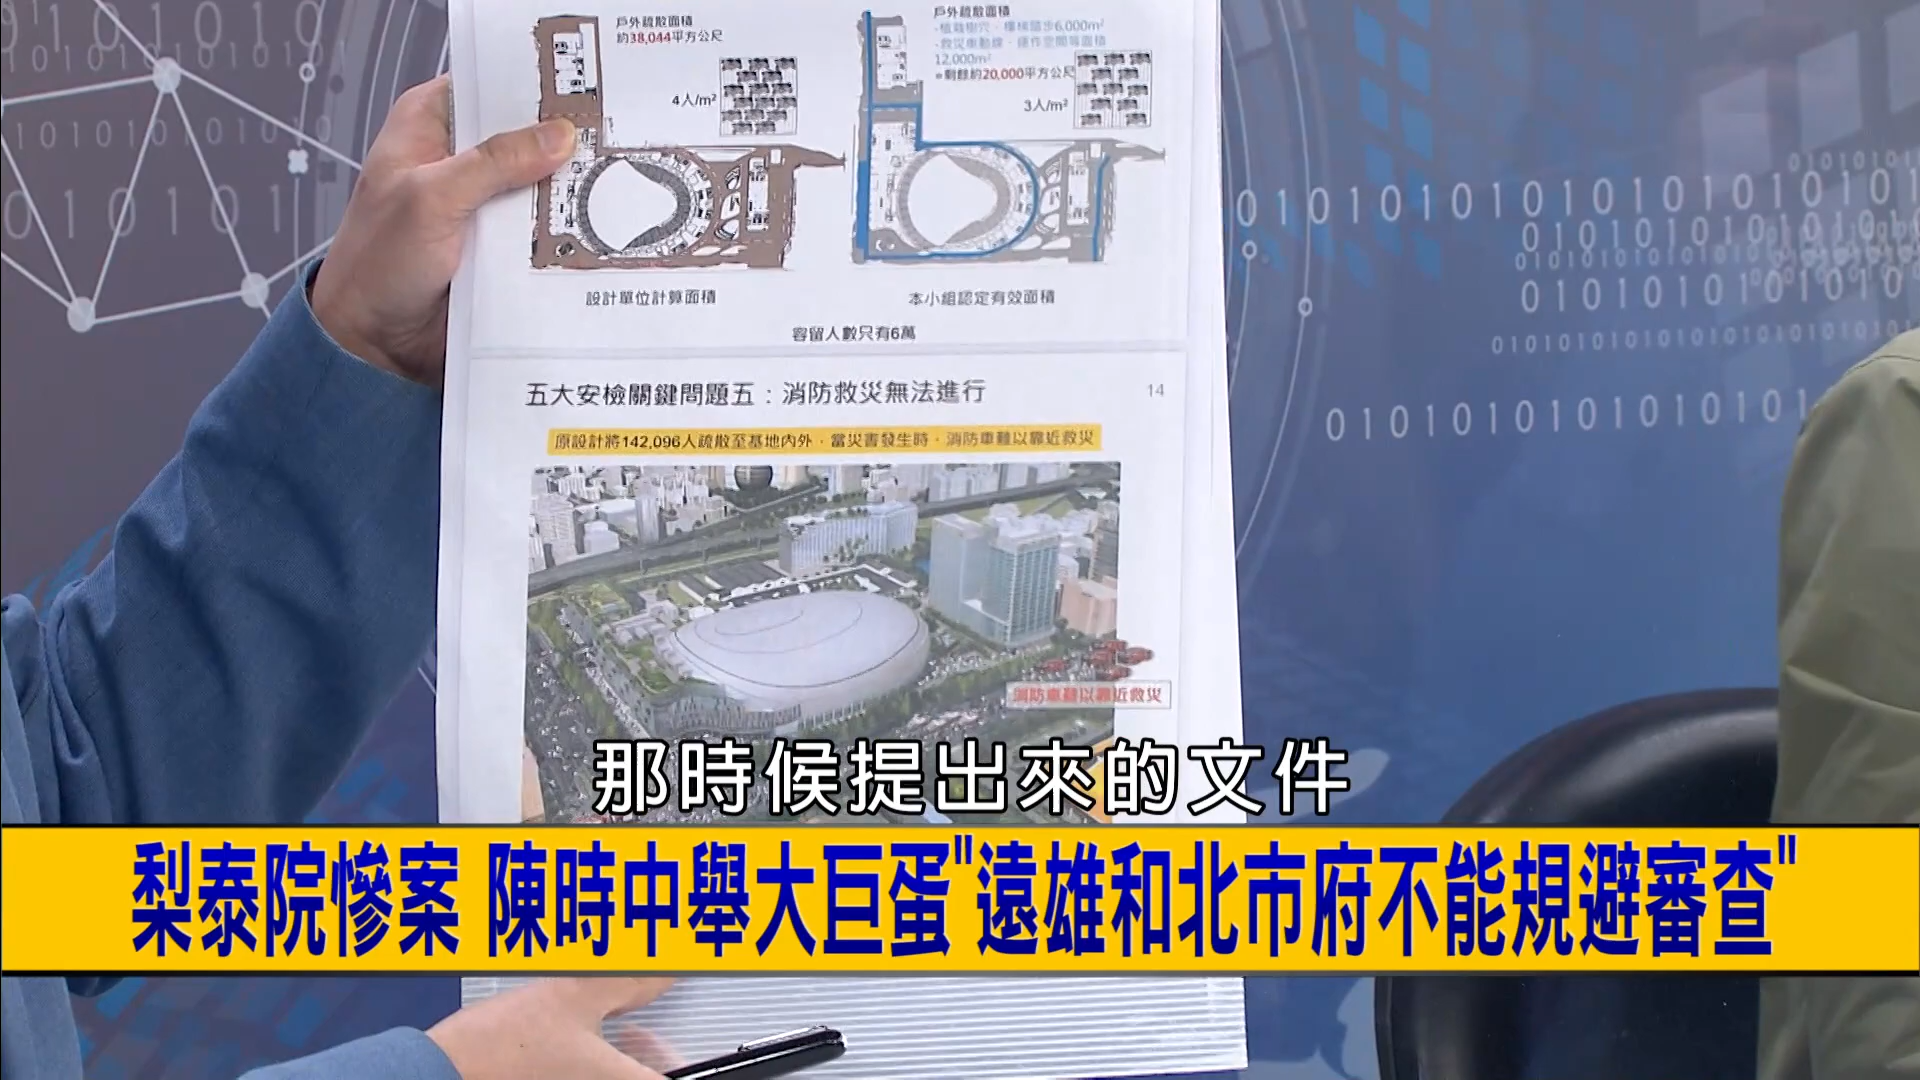 戶外疏散面積
約38,044平方公尺
4人/m²
設計單位計算面積
戶外疏散面積
-植栽樹穴、樓梯踏步6,000m²
-救災車動線、操作空間等面積
12,000m²
剩餘約20,000平方公尺
3人/m²
本小組認定有效面積
容留人數只有6萬
五大安檢關鍵問題五：消防救災無法進行
14
原設計將142,096人疏散至基地內外，當災害發生時，消防車難以靠近救災
消防車難以靠近救災
那時候提出來的文件
梨泰院慘案 陳時中舉大巨蛋"遠雄和北市府不能規避審查"